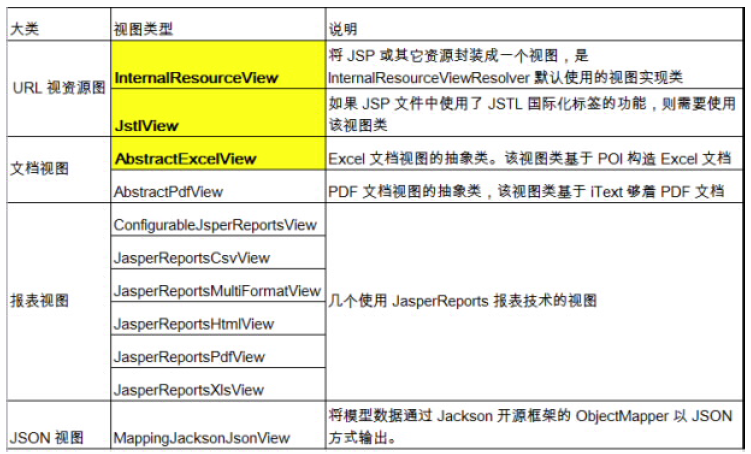 大类 视图类型 说明
URL 视资源图 InternalResourceView 将 JSP 或其它资源封装成一个视图，是
InternalResourceViewResolver 默认使用的视图实现类
JstlView 如果 JSP 文件中使用了 JSTL 国际化标签的功能，则需要使用
该视图类
文档视图 AbstractExcelView Excel 文档视图的抽象类。该视图类基于 POI 构造 Excel 文档
AbstractPdfView PDF 文档视图的抽象类，该视图类基于 iText 够着 PDF 文档
报表视图 ConfigurableJsperReportsView
JasperReportsCsvView
JasperReportsMultiFormatView 几个使用 JasperReports 报表技术的视图
JasperReportsHtmlView
JasperReportsPdfView
JasperReportsXlsView
JSON 视图 MappingJacksonJsonView 将模型数据通过 Jackson 开源框架的 ObjectMapper 以 JSON
方式输出。